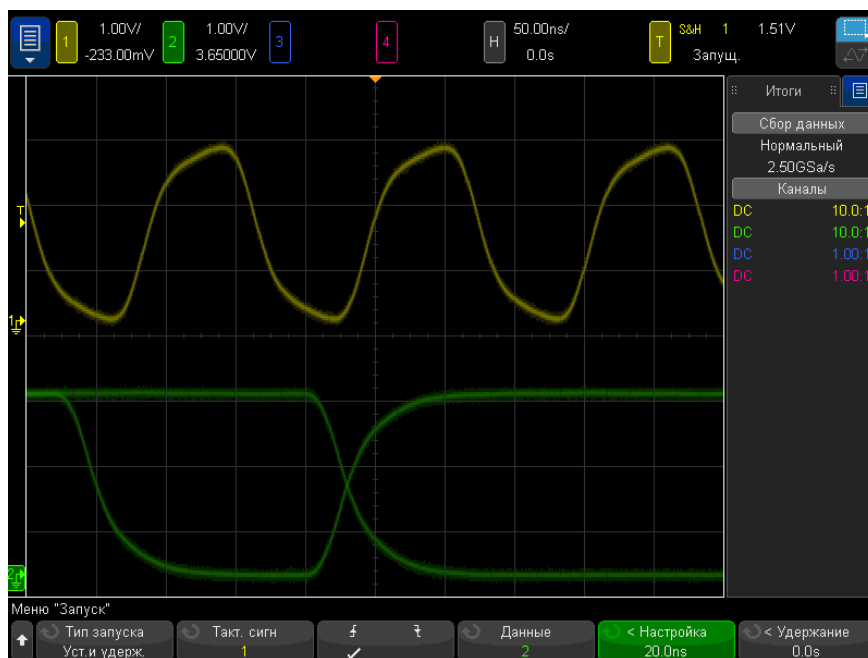 1.00V/ 1.00V/ 50.00ns/ S&H 1 1.51V
1 2 3 4 H T
-233.00mV 3.65000V 0.0s Запущ.
Итоги
Сбор данных
Нормальный
2.50GSa/s
Каналы
DC 10.0:1
DC 10.0:1
DC 1.00:1
DC 1.00:1
T
1
2
Меню "Запуск"
Тип запуска Такт. сигн Данные < Настройка < Удержание
Уст.и удерж. 1 2 20.0ns 0.0s